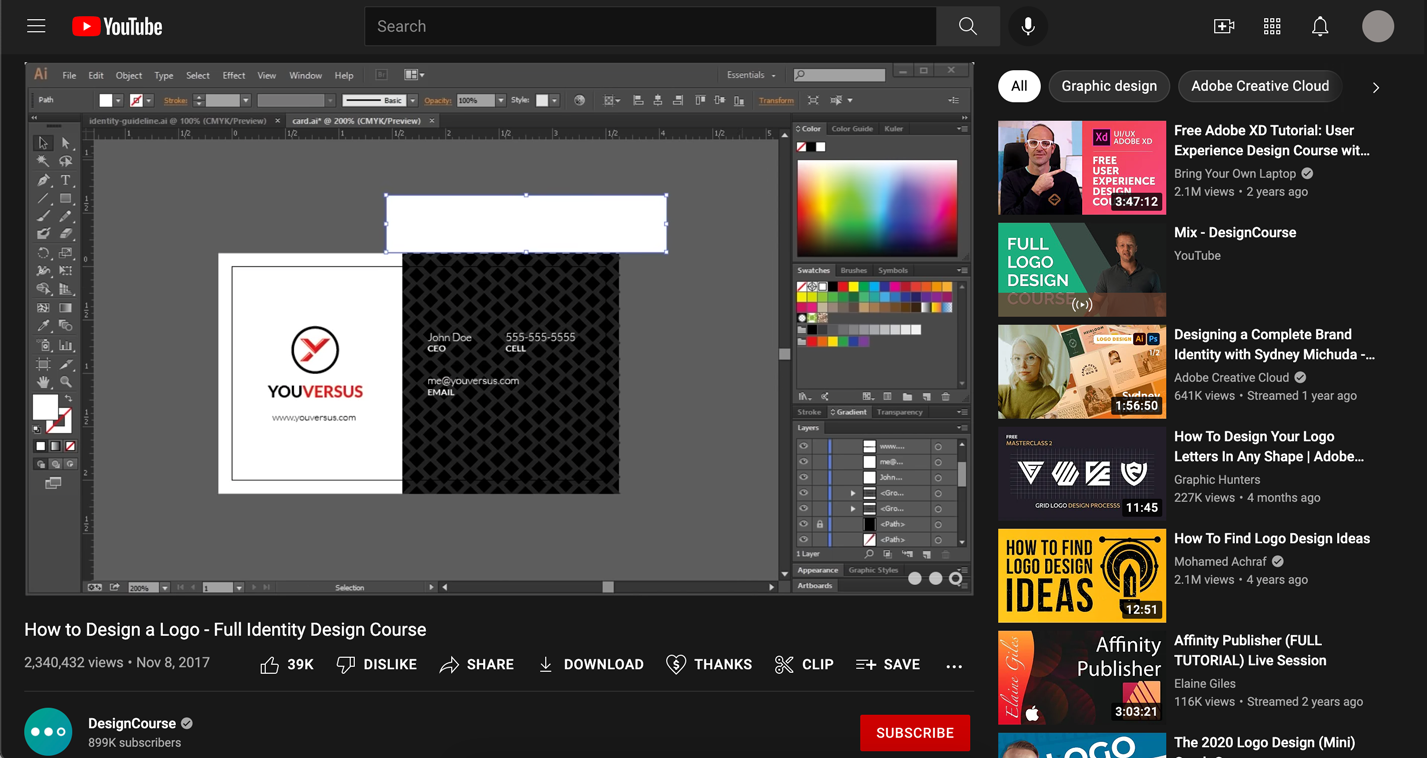 YouTube
Search
Ai File Edit Object Type Select Effect View Window Help Br Essentials
Path Stroke: Basic Opacity: 100% Style: Transform
identity-guideline.ai @ 100% (CMYK/Preview) × card.ai* @ 200% (CMYK/Preview) ×
Color Color Guide Kuler
John Doe 555-555-5555
CEO CELL
me@youversus.com
EMAIL
YOUVERSUS
www.youversus.com
Swatches Brushes Symbols
Stroke Gradient Transparency
Layers
www....
me@...
John...
<Gro...
<Gro...
<Path>
<Path>
1 Layer
Appearance Graphic Styles
Artboards
200% 1 Selection
How to Design a Logo - Full Identity Design Course
2,340,432 views • Nov 8, 2017
39K DISLIKE SHARE DOWNLOAD THANKS CLIP SAVE ...
DesignCourse
899K subscribers
SUBSCRIBE
All Graphic design Adobe Creative Cloud
Xd UI/UX
ADOBE XD
FREE
USER
EXPERIENCE
DESIGN
3:47:12
Free Adobe XD Tutorial: User
Experience Design Course wit...
Bring Your Own Laptop
2.1M views • 2 years ago
FULL
LOGO
DESIGN
COURSE
Mix - DesignCourse
YouTube
LOGO DESIGN Ai Ps
1/2
Sydney
1:56:50
Designing a Complete Brand
Identity with Sydney Michuda -...
Adobe Creative Cloud
641K views • Streamed 1 year ago
FREE
MASTERCLASS 2
GRID LOGO DESIGN PROCESSS
11:45
How To Design Your Logo
Letters In Any Shape | Adobe...
Graphic Hunters
227K views • 4 months ago
HOW TO FIND
LOGO DESIGN
IDEAS
12:51
How To Find Logo Design Ideas
Mohamed Achraf
2.1M views • 4 years ago
Elaine Giles
Affinity
Publisher
3:03:21
Affinity Publisher (FULL
TUTORIAL) Live Session
Elaine Giles
116K views • Streamed 2 years ago
LOGO
The 2020 Logo Design (Mini)